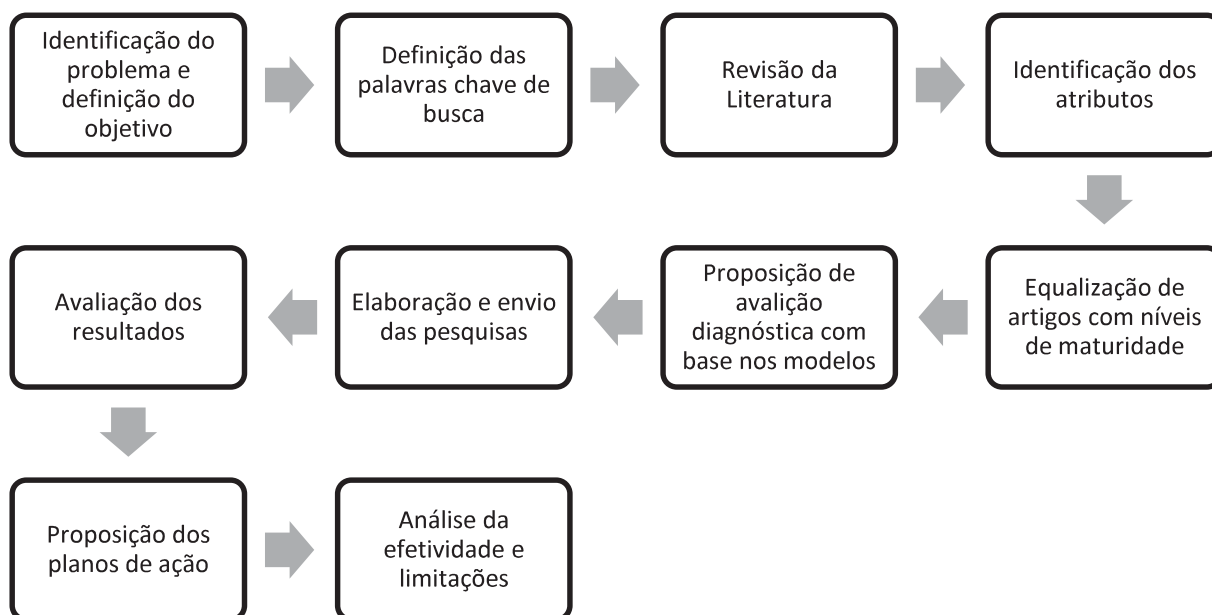 Identificação do
problema e
definição do
objetivo
Definição das
palavras chave de
busca
Revisão da
Literatura
Identificação dos
atributos
Equalização de
artigos com níveis
de maturidade
Proposição de
avalição
diagnóstica com
base nos modelos
Elaboração e envio
das pesquisas
Avaliação dos
resultados
Proposição dos
planos de ação
Análise da
efetividade e
limitações